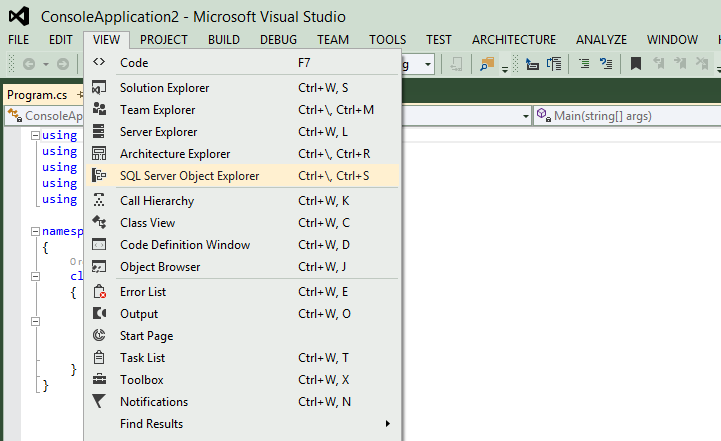 ConsoleApplication2 - Microsoft Visual Studio
FILE EDIT VIEW PROJECT BUILD DEBUG TEAM TOOLS TEST ARCHITECTURE ANALYZE WINDOW
Code F7
Program.cs
Solution Explorer Ctrl+W, S
Team Explorer Ctrl+\, Ctrl+M
ConsoleAp
Main(string[] args)
Server Explorer Ctrl+W, L
using
Architecture Explorer Ctrl+\, Ctrl+R
using
using
SQL Server Object Explorer Ctrl+\, Ctrl+S
using
using
Call Hierarchy Ctrl+W, K
Class View Ctrl+W, C
namesp
Code Definition Window Ctrl+W, D
{
0 r
Object Browser Ctrl+W, J
cl
{
Error List Ctrl+W, E
Output Ctrl+W, O
Start Page
Task List Ctrl+W, T
}
Toolbox Ctrl+W, X
}
Notifications Ctrl+W, N
Find Results